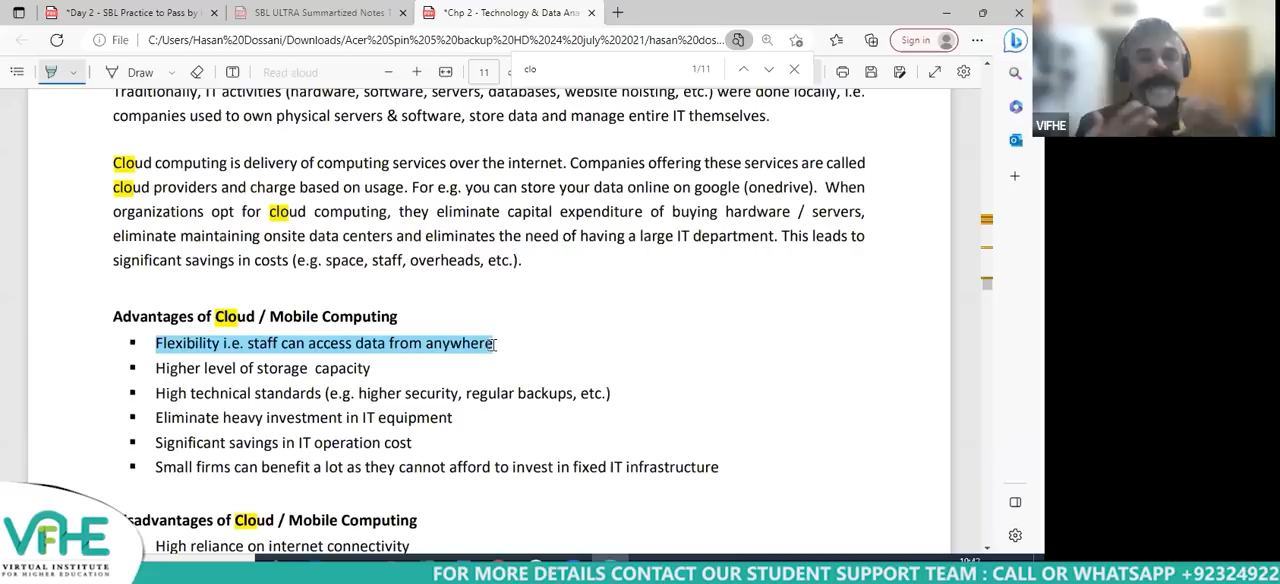 *Day 2 - SBL Practice to Pass by
SBL ULTRA Summartized Notes
*Chp 2 - Technology & Data Ana
File
C:/Users/Hasan%20Dossani/Downloads/Acer%20Spin%205%20backup%20HD%2024%20july%202021/hasan%20dos...
Sign in
Draw
Read aloud
11
clo
1/11
Traditionally, IT activities (hardware, software, servers, databases, website hoisting, etc.) were done locally, i.e.
companies used to own physical servers & software, store data and manage entire IT themselves.
Cloud computing is delivery of computing services over the internet. Companies offering these services are called
cloud providers and charge based on usage. For e.g. you can store your data online on google (onedrive). When
organizations opt for cloud computing, they eliminate capital expenditure of buying hardware / servers,
eliminate maintaining onsite data centers and eliminates the need of having a large IT department. This leads to
significant savings in costs (e.g. space, staff, overheads, etc.).
Advantages of Cloud / Mobile Computing
▪ Flexibility i.e. staff can access data from anywhere
▪ Higher level of storage capacity
▪ High technical standards (e.g. higher security, regular backups, etc.)
▪ Eliminate heavy investment in IT equipment
▪ Significant savings in IT operation cost
▪ Small firms can benefit a lot as they cannot afford to invest in fixed IT infrastructure
isadvantages of Cloud / Mobile Computing
High reliance on internet connectivity
VIFHE
VIFHE
VIRTUAL INSTITUTE
FOR HIGHER EDUCATION
FOR MORE DETAILS CONTACT OUR STUDENT SUPPORT TEAM : CALL OR WHATSAPP +92324922